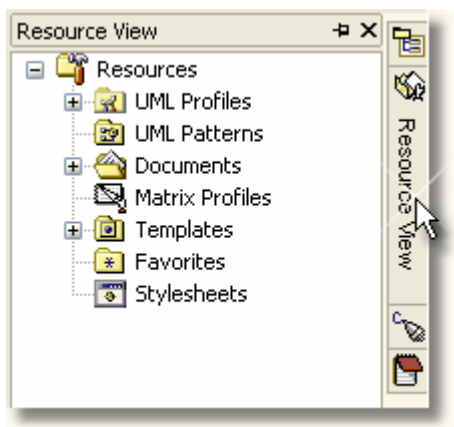 Resource View
Resources
UML Profiles
UML Patterns
Documents
Matrix Profiles
Templates
Favorites
Stylesheets
Resource View